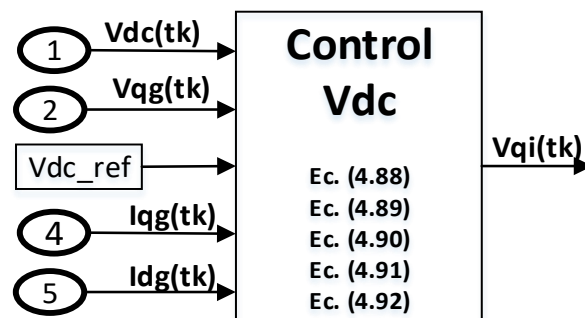 1 Vdc(tk)
2 Vqg(tk)
Vdc_ref
4 Iqg(tk)
5 Idg(tk)
Control
Vdc
Ec. (4.88)
Ec. (4.89)
Ec. (4.90)
Ec. (4.91)
Ec. (4.92)
Vqi(tk)